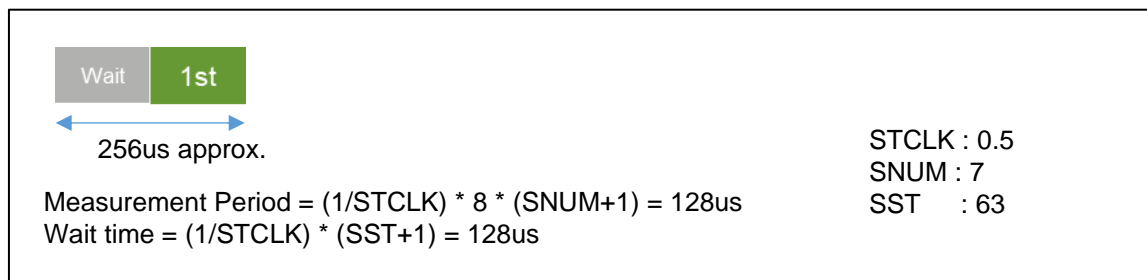 Wait 1st
256us approx.
STCLK : 0.5
SNUM : 7
SST : 63
Measurement Period = (1/STCLK) * 8 * (SNUM+1) = 128us
Wait time = (1/STCLK) * (SST+1) = 128us